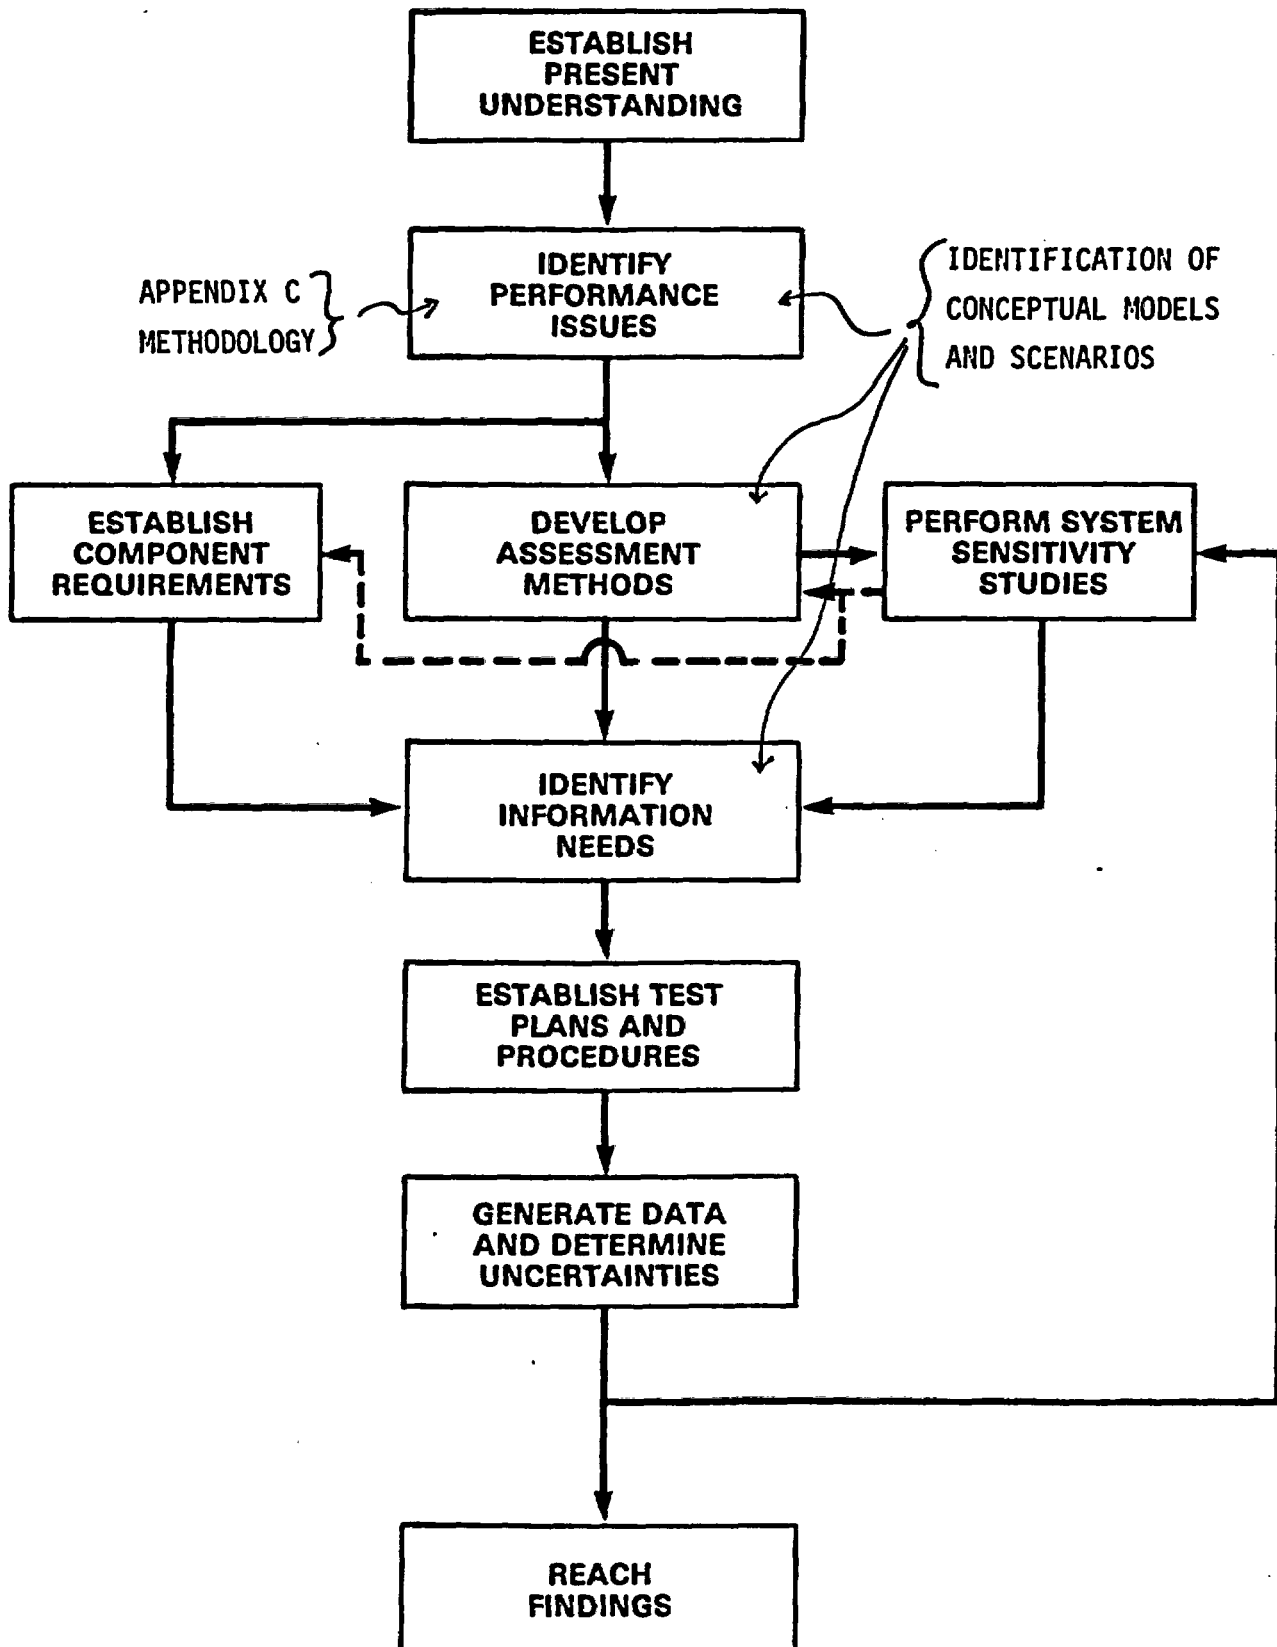 ESTABLISH
PRESENT
UNDERSTANDING
IDENTIFY
PERFORMANCE
ISSUES
APPENDIX C
METHODOLOGY
IDENTIFICATION OF
CONCEPTUAL MODELS
AND SCENARIOS
ESTABLISH
COMPONENT
REQUIREMENTS
DEVELOP
ASSESSMENT
METHODS
PERFORM SYSTEM
SENSITIVITY
STUDIES
IDENTIFY
INFORMATION
NEEDS
ESTABLISH TEST
PLANS AND
PROCEDURES
GENERATE DATA
AND DETERMINE
UNCERTAINTIES
REACH
FINDINGS